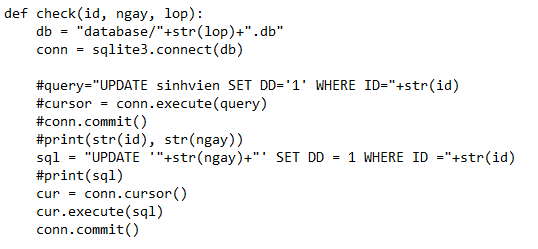 def check(id, ngay, lop):
    db = "database/"+str(lop)+".db"
    conn = sqlite3.connect(db)

    #query="UPDATE sinhvien SET DD='1' WHERE ID="+str(id)
    #cursor = conn.execute(query)
    #conn.commit()
    #print(str(id), str(ngay))
    sql = "UPDATE '"+str(ngay)+"' SET DD = 1 WHERE ID ="+str(id)
    #print(sql)
    cur = conn.cursor()
    cur.execute(sql)
    conn.commit()